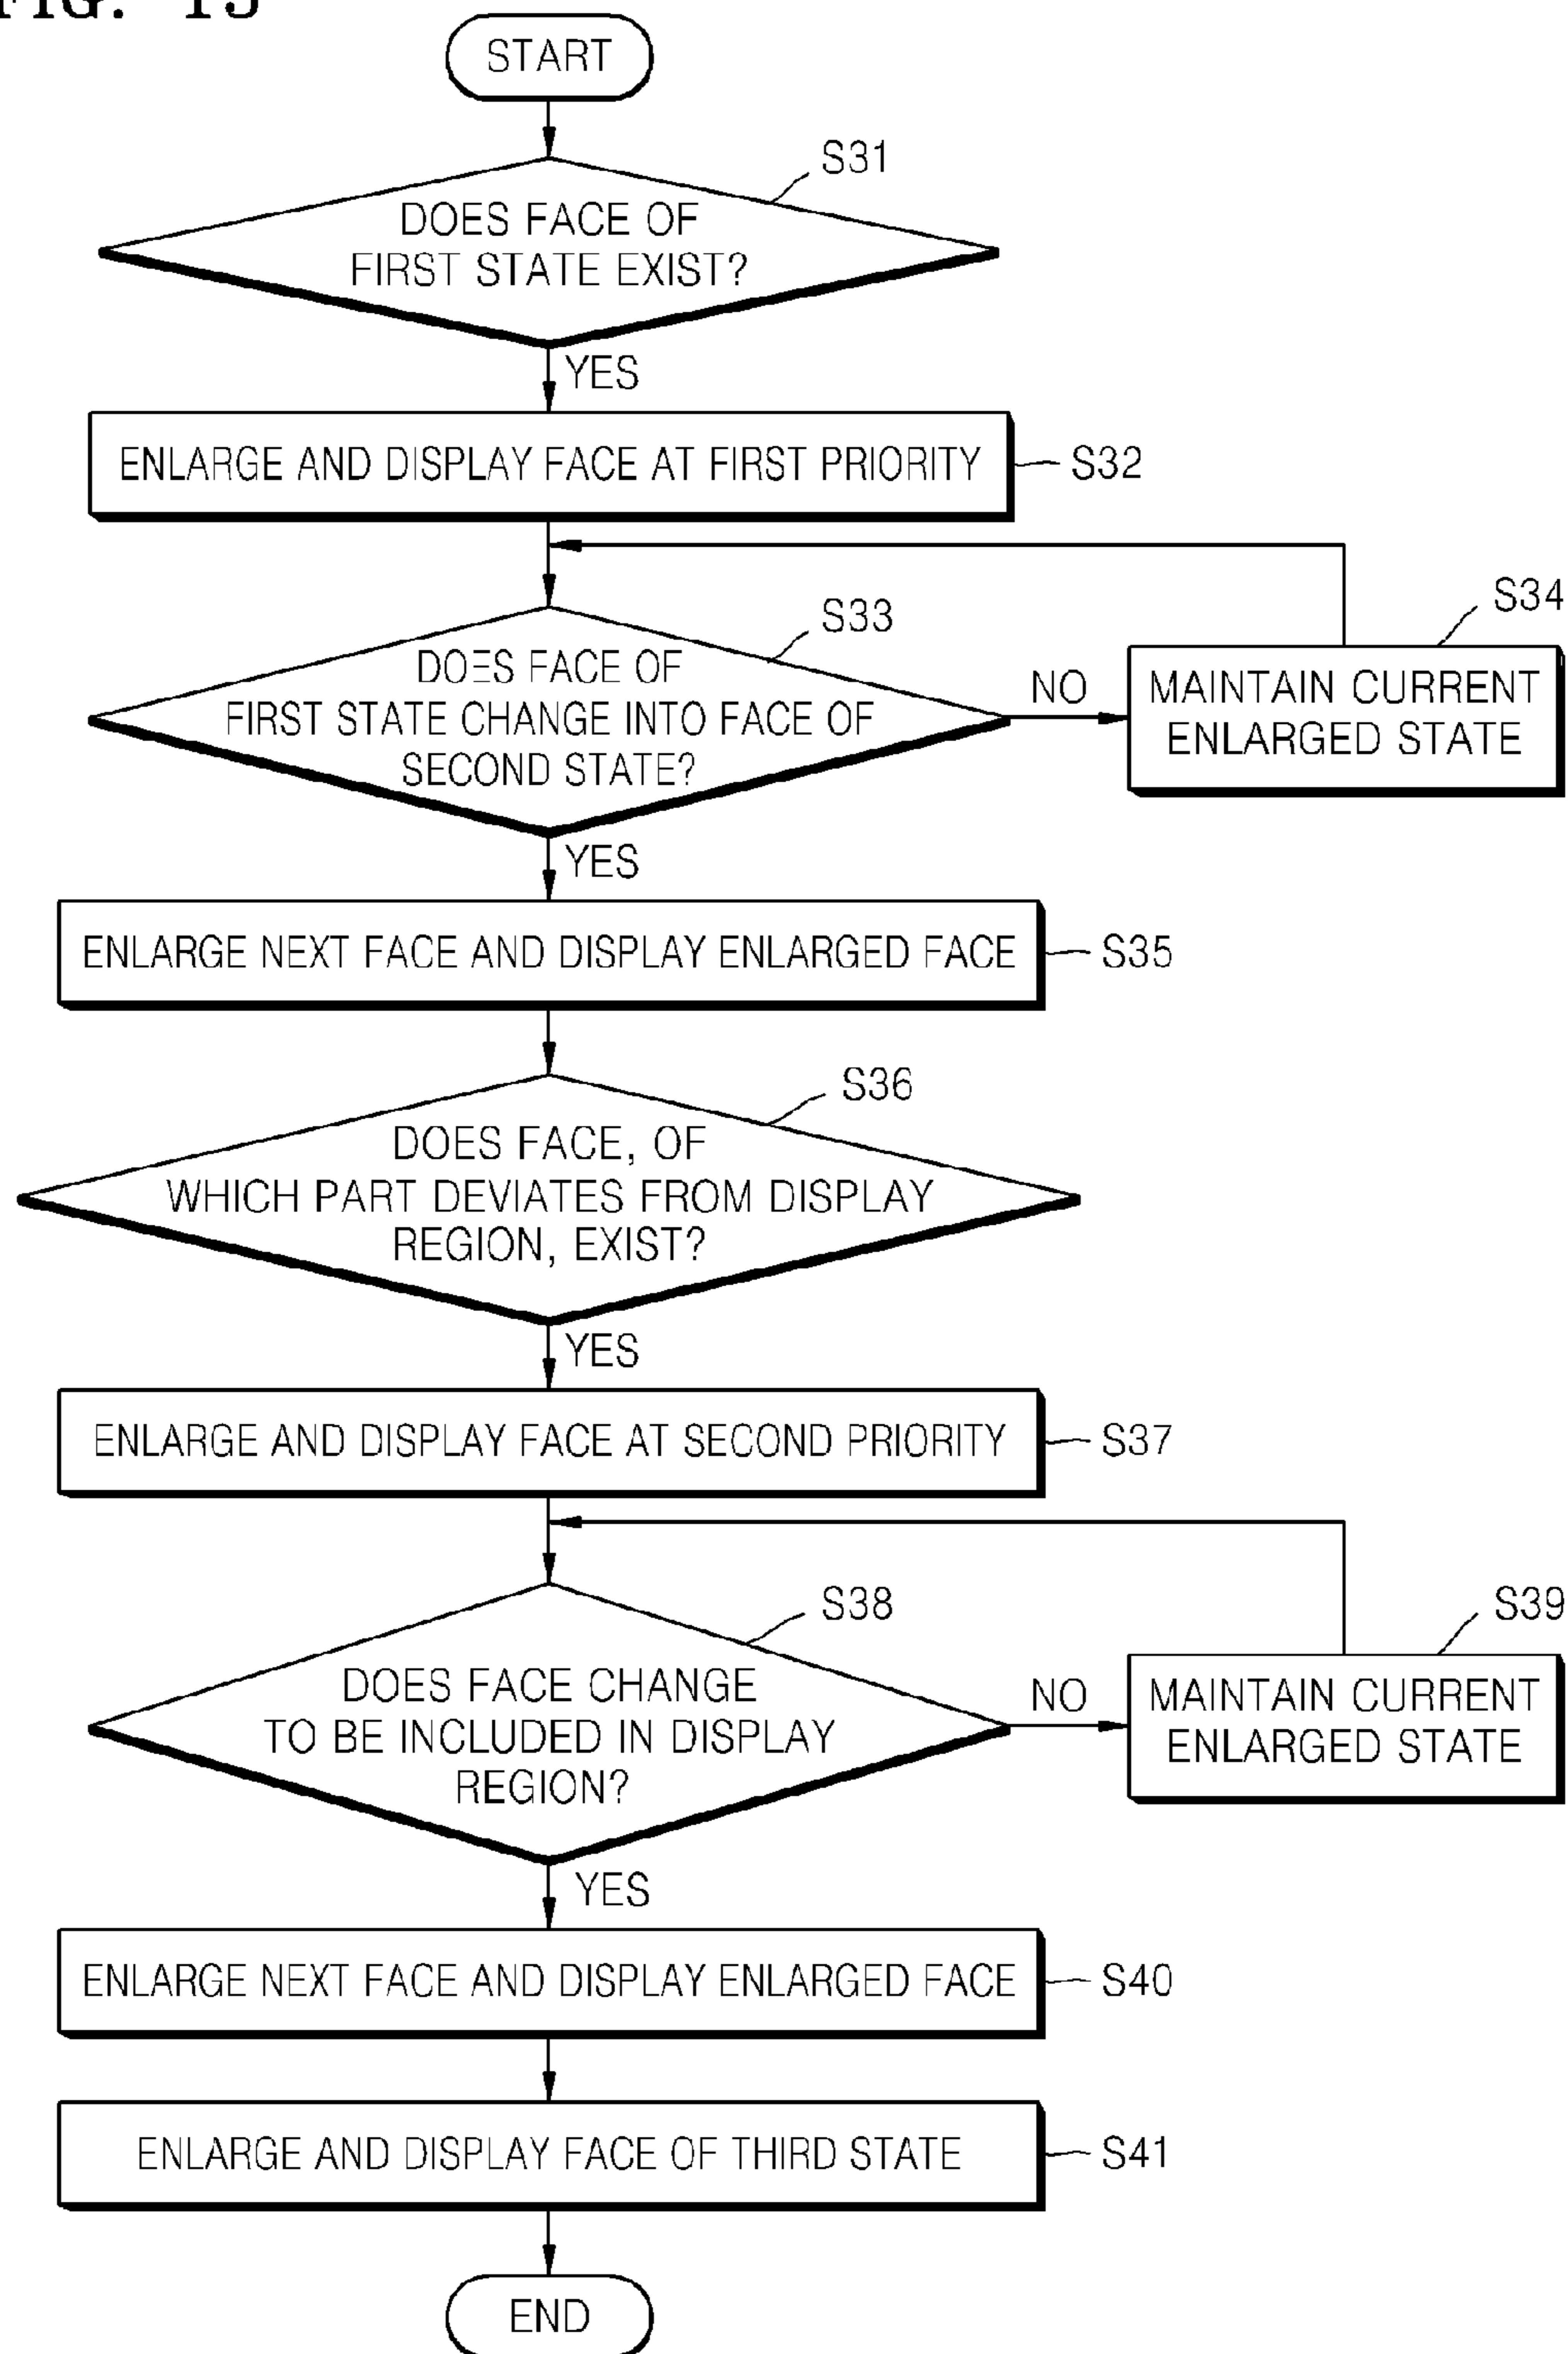 FIG. 15
START
S31
DOES FACE OF
FIRST STATE EXIST?
YES
ENLARGE AND DISPLAY FACE AT FIRST PRIORITY
S32
S33
DOES FACE OF
FIRST STATE CHANGE INTO FACE OF
SECOND STATE?
NO
S34
MAINTAIN CURRENT
ENLARGED STATE
YES
ENLARGE NEXT FACE AND DISPLAY ENLARGED FACE
S35
S36
DOES FACE, OF
WHICH PART DEVIATES FROM DISPLAY
REGION, EXIST?
YES
ENLARGE AND DISPLAY FACE AT SECOND PRIORITY
S37
S38
DOES FACE CHANGE
TO BE INCLUDED IN DISPLAY
REGION?
NO
S39
MAINTAIN CURRENT
ENLARGED STATE
YES
ENLARGE NEXT FACE AND DISPLAY ENLARGED FACE
S40
ENLARGE AND DISPLAY FACE OF THIRD STATE
S41
END